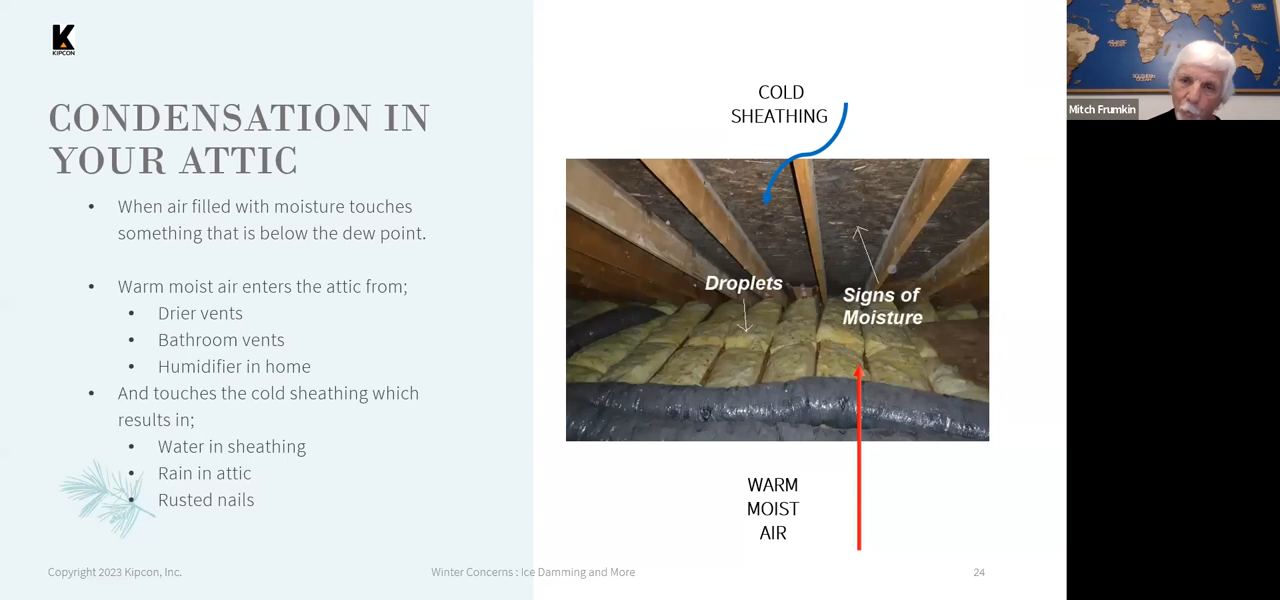 KIPCON
CONDENSATION IN
YOUR ATTIC
• When air filled with moisture touches
something that is below the dew point.
• Warm moist air enters the attic from;
• Drier vents
• Bathroom vents
• Humidifier in home
• And touches the cold sheathing which
results in;
• Water in sheathing
• Rain in attic
• Rusted nails
COLD
SHEATHING
Droplets
Signs of
Moisture
WARM
MOIST
AIR
Copyright 2023 Kipcon, Inc.
Winter Concerns : Ice Damming and More
24
Mitch Frumkin